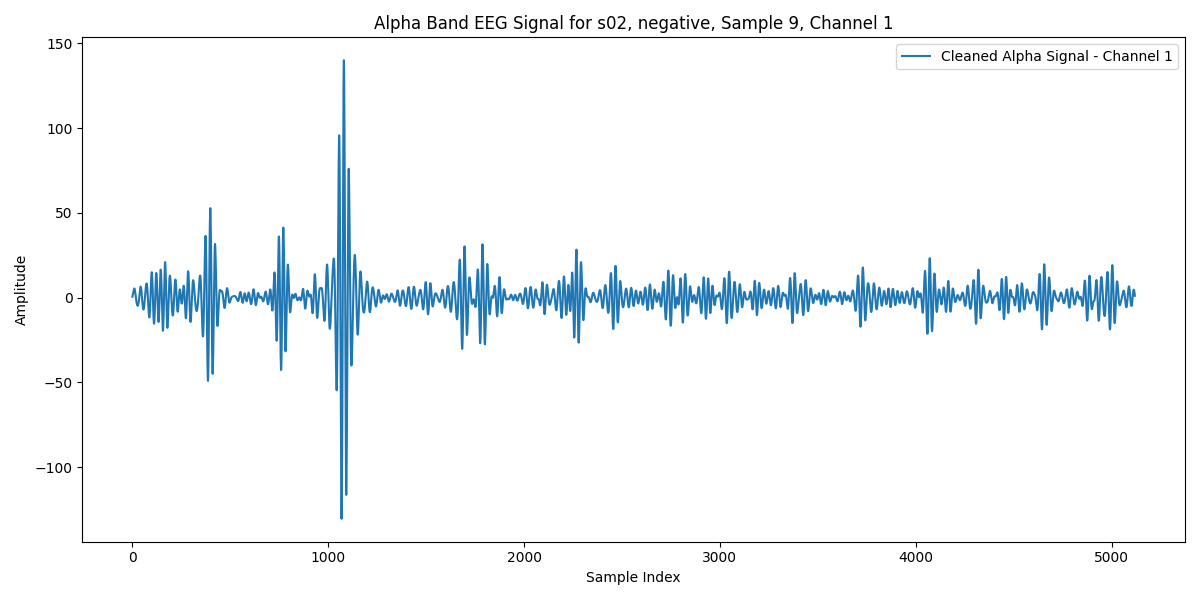 Alpha Band EEG Signal for s02, negative, Sample 9, Channel 1
Cleaned Alpha Signal - Channel 1
150
100
50
0
−50
−100
Amplitude
0 1000 2000 3000 4000 5000
Sample Index